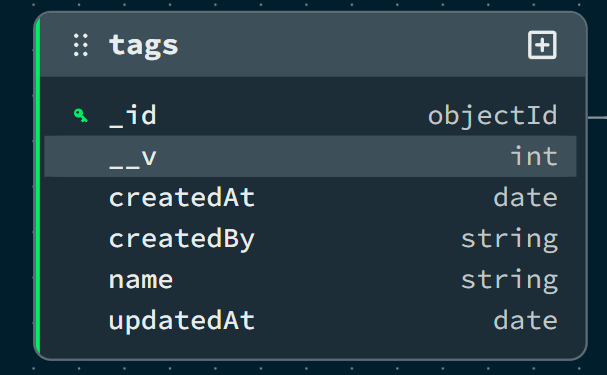 tags
_id objectId
__v int
createdAt date
createdBy string
name string
updatedAt date